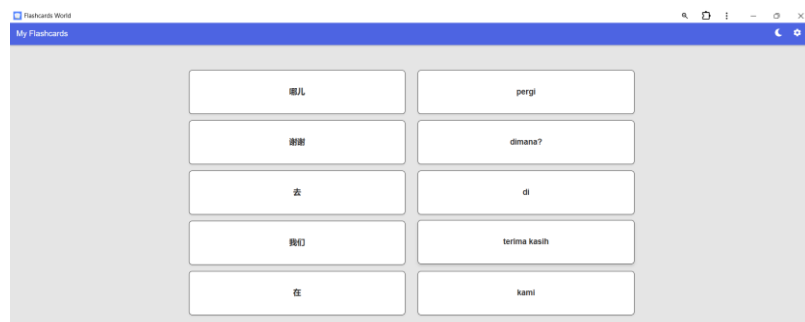 Flashcards World
My Flashcards
哪儿
pergi
谢谢
dimana?
去
di
我们
terima kasih
在
kami